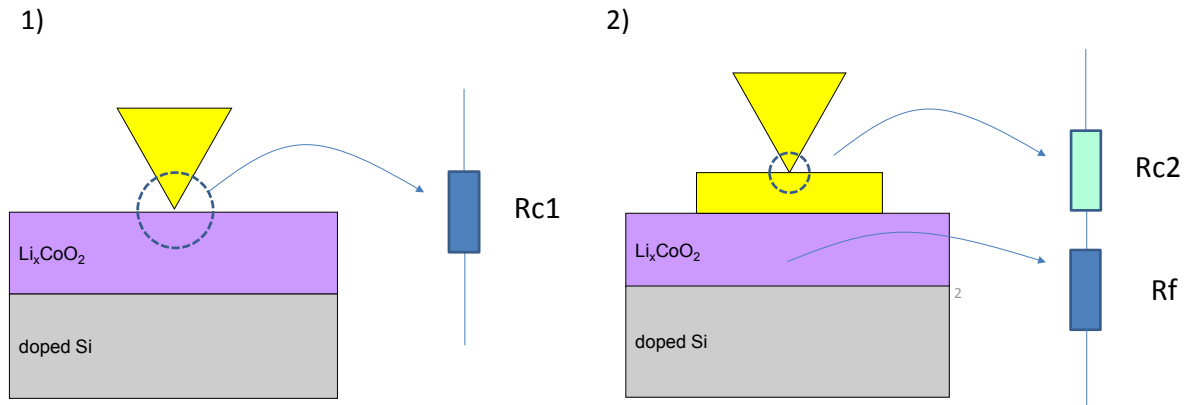 1)
Rc1
LiₓCoO₂
doped Si
2)
Rc2
LiₓCoO₂
Rf
2
doped Si